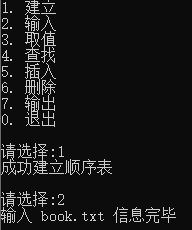 1. 建立
2. 输入
3. 取值
4. 查找
5. 插入
6. 删除
7. 输出
0. 退出
请选择:1
成功建立顺序表
请选择:2
输入 book.txt 信息完毕